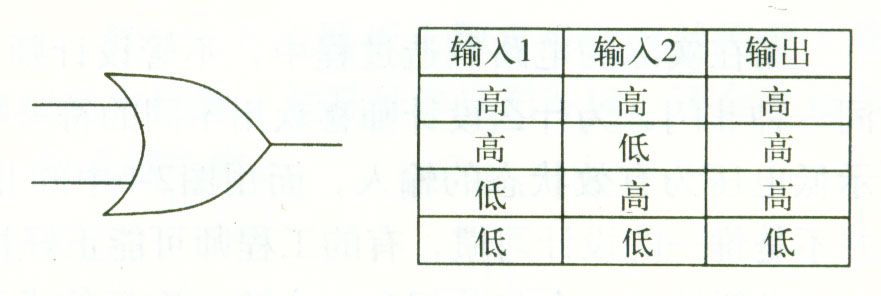 输入1 输入2 输出
高 高 高
高 低 高
低 高 高
低 低 低